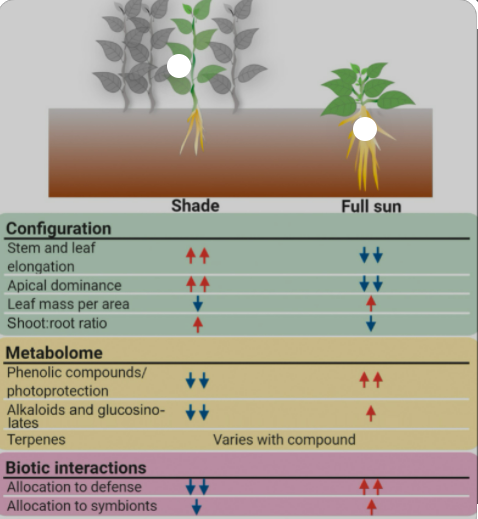 Shade Full sun
Configuration
Stem and leaf
elongation
Apical dominance
Leaf mass per area
Shoot:root ratio
Metabolome
Phenolic compounds/
photoprotection
Alkaloids and glucosino-
lates
Terpenes Varies with compound
Biotic interactions
Allocation to defense
Allocation to symbionts